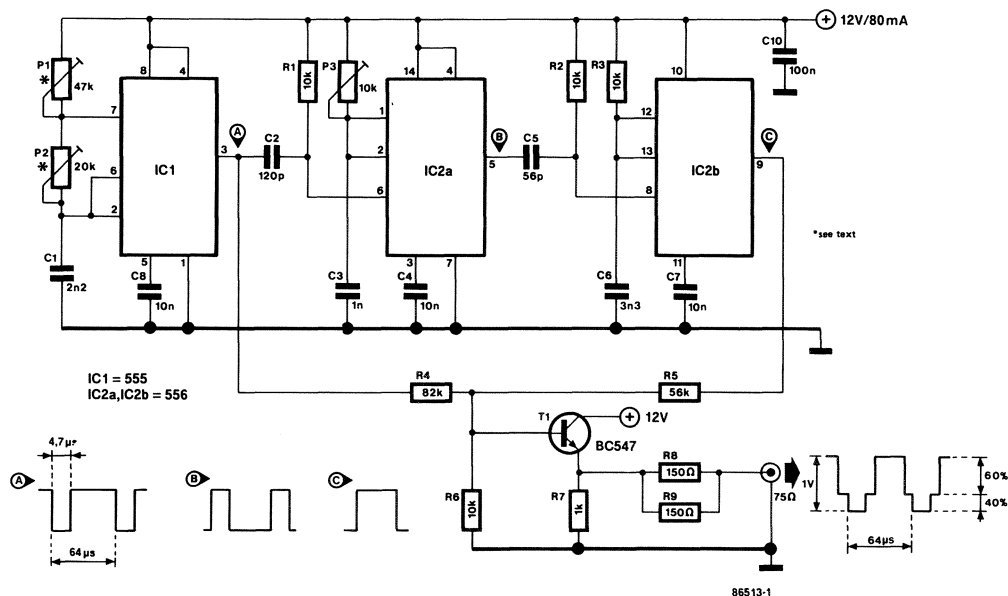 12V/80mA
P1
*
47k
P2
*
20k
C1
2n2
8
4
7
6
2
IC1
3
5
1
C8
10n
A
C2
120p
R1
10k
P3
10k
14
4
1
2
6
IC2a
5
3
7
C3
1n
C4
10n
B
C5
56p
R2
10k
R3
10k
10
12
13
8
IC2b
9
11
C6
3n3
C7
10n
C
C10
100n
*see text
IC1 = 555
IC2a,IC2b = 556
R4
82k
R5
56k
T1
BC547
12V
R6
10k
R7
1k
R8
150Ω
R9
150Ω
75Ω
A
4,7µs
64µs
B
C
1V
60%
40%
64µs
86513-1